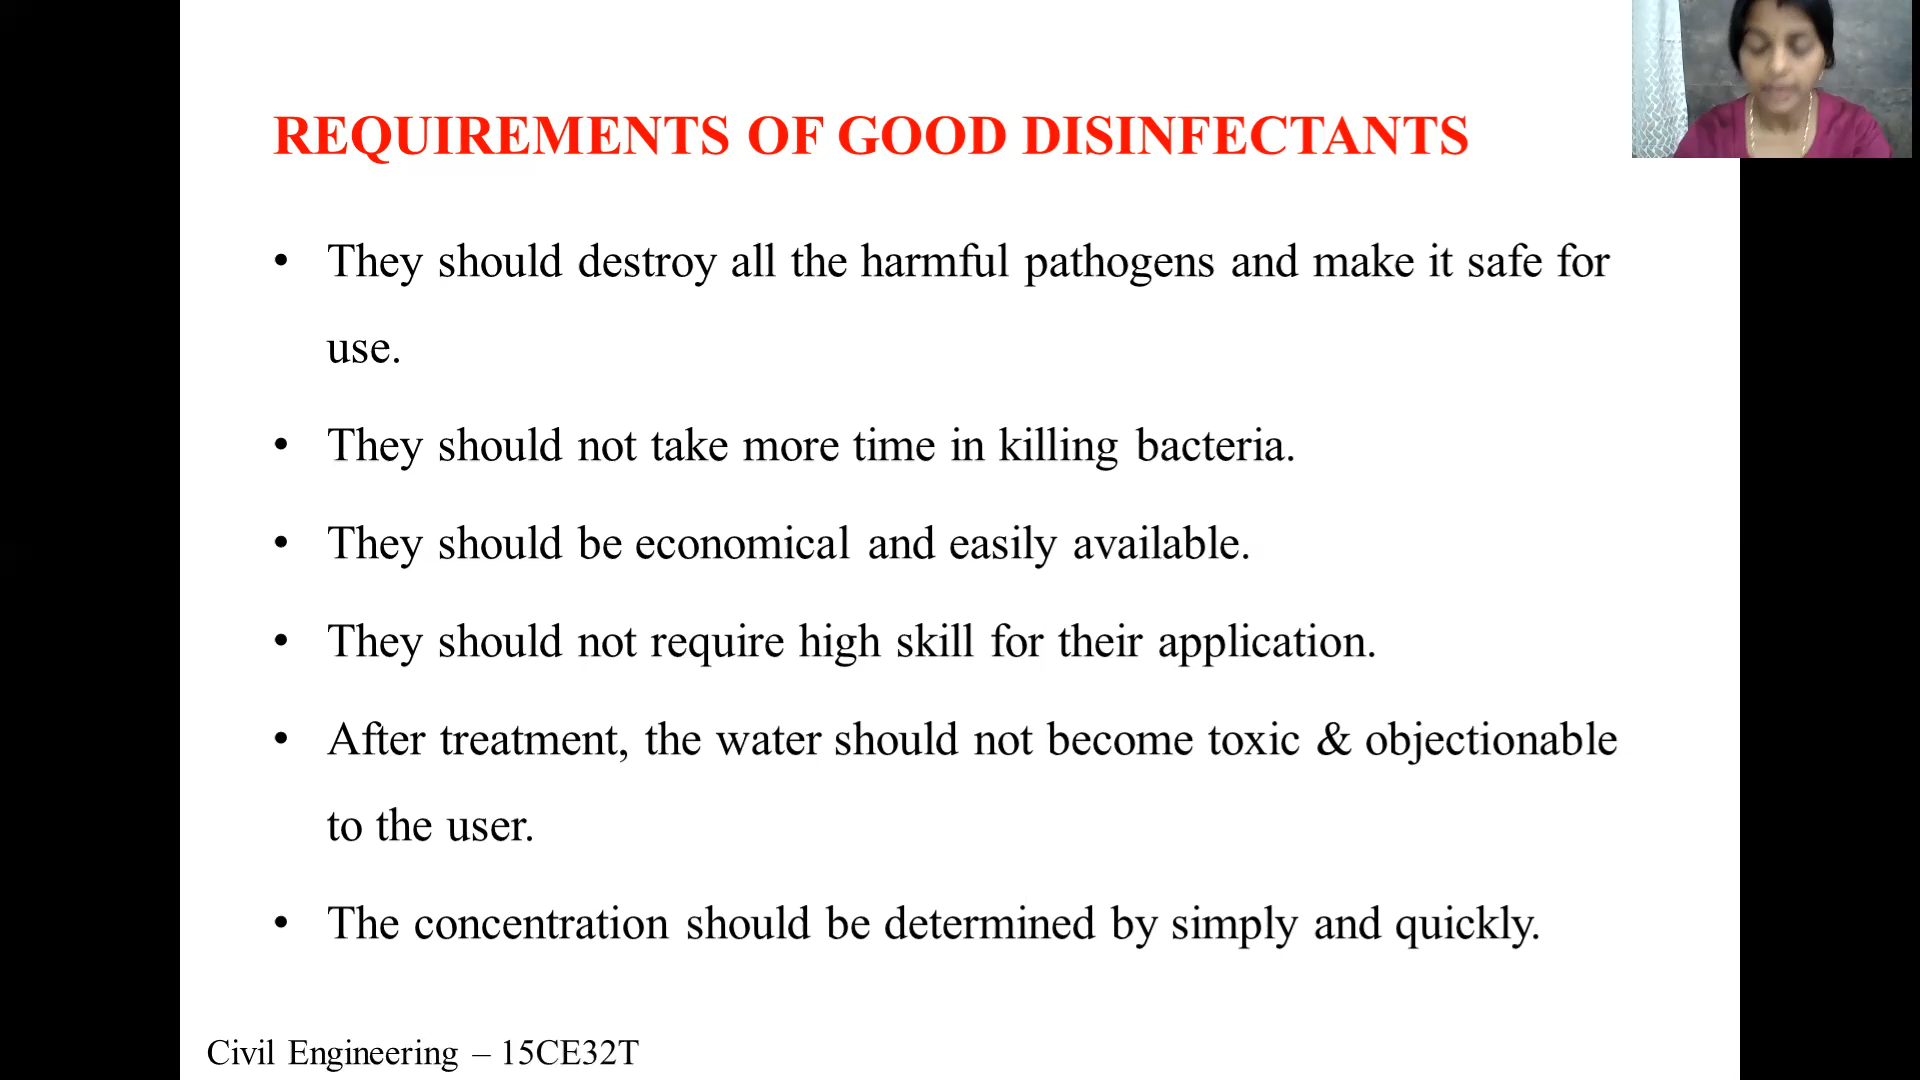 REQUIREMENTS OF GOOD DISINFECTANTS
• They should destroy all the harmful pathogens and make it safe for
use.
• They should not take more time in killing bacteria.
• They should be economical and easily available.
• They should not require high skill for their application.
• After treatment, the water should not become toxic & objectionable
to the user.
• The concentration should be determined by simply and quickly.
Civil Engineering – 15CE32T